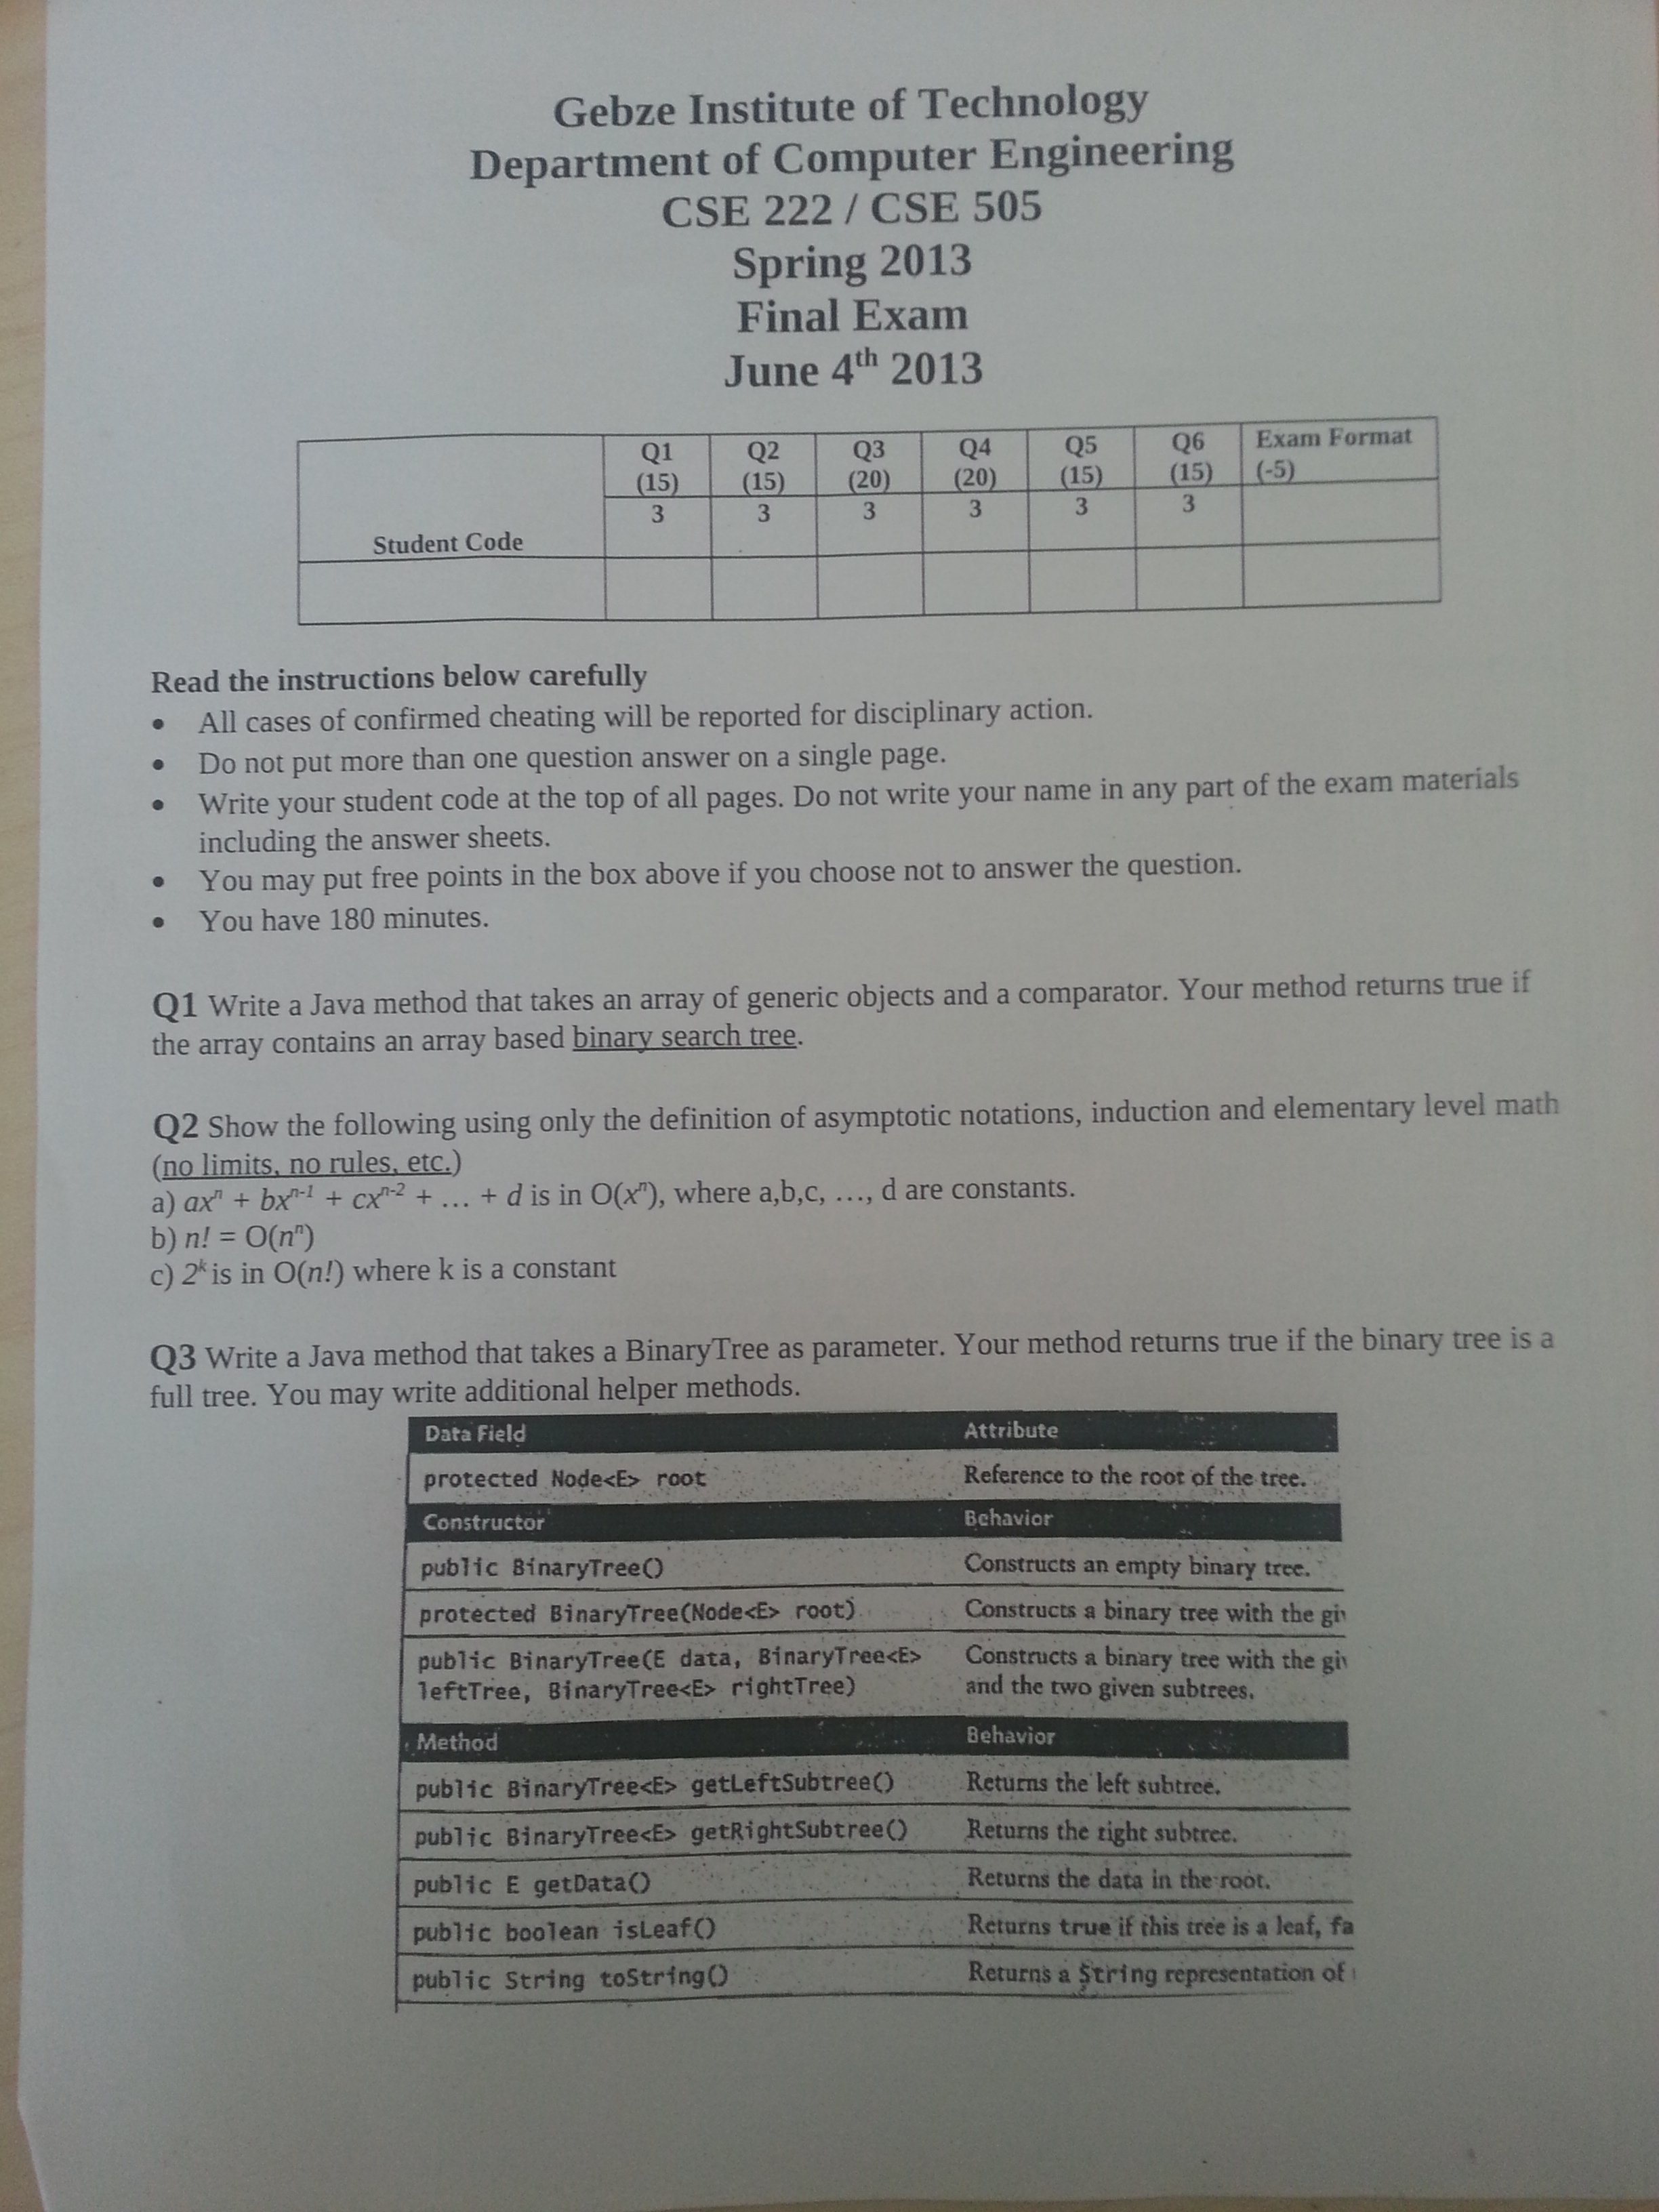 Gebze Institute of Technology
Department of Computer Engineering
CSE 222 / CSE 505
Spring 2013
Final Exam
June 4th 2013
Student Code Q1 (15) Q2 (15) Q3 (20) Q4 (20) Q5 (15) Q6 (15) Exam Format (-5)
3 3 3 3 3 3
Read the instructions below carefully
• All cases of confirmed cheating will be reported for disciplinary action.
• Do not put more than one question answer on a single page.
• Write your student code at the top of all pages. Do not write your name in any part of the exam materials
including the answer sheets.
• You may put free points in the box above if you choose not to answer the question.
• You have 180 minutes.
Q1 Write a Java method that takes an array of generic objects and a comparator. Your method returns true if
the array contains an array based binary search tree.
Q2 Show the following using only the definition of asymptotic notations, induction and elementary level math
(no limits, no rules, etc.)
a) axⁿ + bxⁿ⁻¹ + cxⁿ⁻² + ... + d is in O(xⁿ), where a,b,c, ..., d are constants.
b) n! = O(nⁿ)
c) 2ᵏ is in O(n!) where k is a constant
Q3 Write a Java method that takes a BinaryTree as parameter. Your method returns true if the binary tree is a
full tree. You may write additional helper methods.
Data Field Attribute
protected Node<E> root Reference to the root of the tree.
Constructor Behavior
public BinaryTree() Constructs an empty binary tree.
protected BinaryTree(Node<E> root) Constructs a binary tree with the
public BinaryTree(E data, BinaryTree<E> Constructs a binary tree with the
leftTree, BinaryTree<E> rightTree) and the two given subtrees.
Method Behavior
public BinaryTree<E> getLeftSubtree() Returns the left subtree.
public BinaryTree<E> getRightSubtree() Returns the right subtree.
public E getData() Returns the data in the root.
public boolean isLeaf() Returns true if this tree is a leaf, fa
public String toString() Returns a String representation of